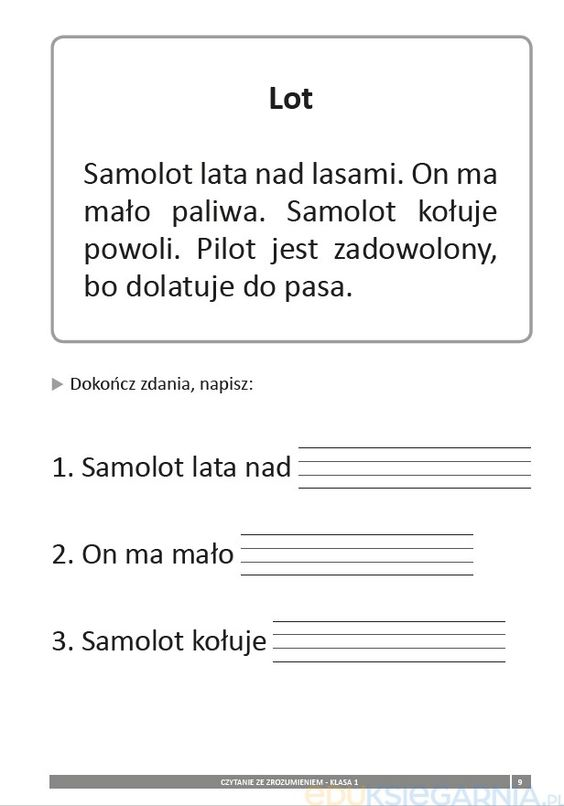 Lot
Samolot lata nad lasami. On ma
mało paliwa. Samolot kołuje
powoli. Pilot jest zadowolony,
bo dolatuje do pasa.
Dokończ zdania, napisz:
1. Samolot lata nad
2. On ma mało
3. Samolot kołuje
CZYTANIE ZE ZROZUMIENIEM - KLASA 1 9
eDUKSIĘGARNIA.PL